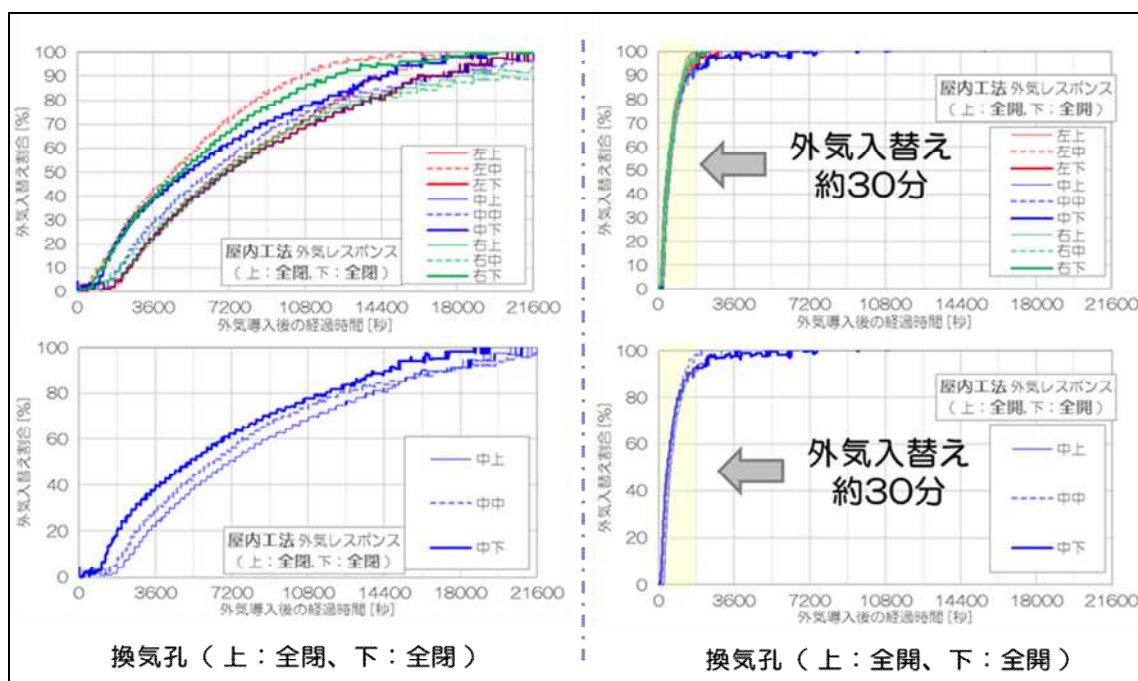 100
90
80
70
60
50
40
30
20
10
0
外気入替え割合 [%]
左上
左中
左下
中上
中中
中下
右上
右中
右下
屋内工法 外気レスポンス
( 上：全閉, 下：全閉 )
0 3600 7200 10800 14400 18000 21600
外気導入後の経過時間 [秒]
100
90
80
70
60
50
40
30
20
10
0
外気入替え割合 [%]
屋内工法 外気レスポンス
( 上：全開, 下：全開 )
外気入替え
約30分
左上
左中
左下
中上
中中
中下
右上
右中
右下
0 3600 7200 10800 14400 18000 21600
外気導入後の経過時間 [秒]
100
80
60
40
20
0
外気入替え割合 [%]
中上
中中
中下
屋内工法 外気レスポンス
( 上：全閉, 下：全閉 )
0 3600 7200 10800 14400 18000 21600
外気導入後の経過時間 [秒]
100
80
60
40
20
0
外気入替え割合 [%]
屋内工法 外気レスポンス
( 上：全開, 下：全開 )
外気入替え
約30分
中上
中中
中下
0 3600 7200 10800 14400 18000 21600
外気導入後の経過時間 [秒]
換気孔 ( 上：全閉、下：全閉 )
換気孔 ( 上：全開、下：全開 )